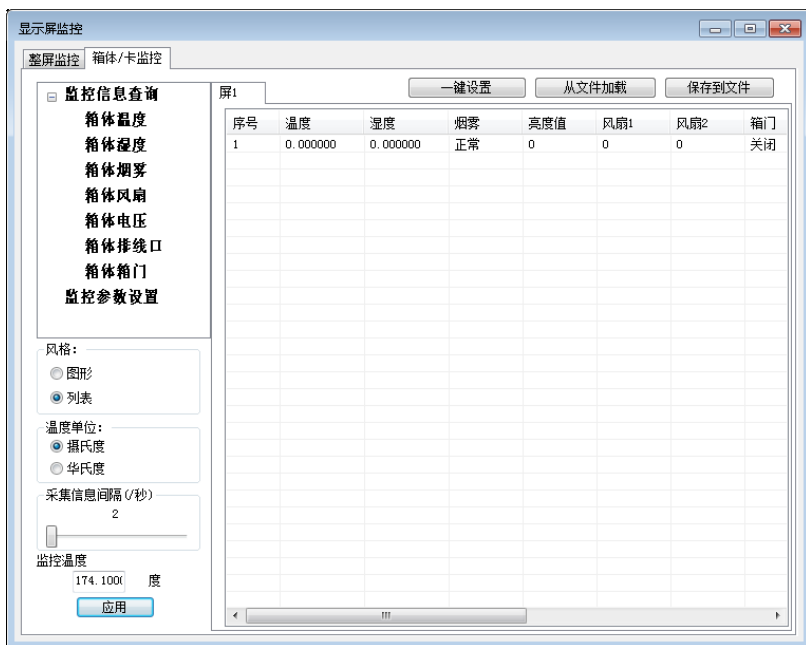 显示屏监控
整屏监控 箱体/卡监控
监控信息查询
箱体温度
箱体湿度
箱体烟雾
箱体风扇
箱体电压
箱体排线口
箱体箱门
监控参数设置
风格:
图形
列表
温度单位:
摄氏度
华氏度
采集信息间隔(/秒)
2
监控温度
174.100 度
应用
屏1 一键设置 从文件加载 保存到文件
序号 温度 湿度 烟雾 亮度值 风扇1 风扇2 箱门
1 0.000000 0.000000 正常 0 0 0 关闭